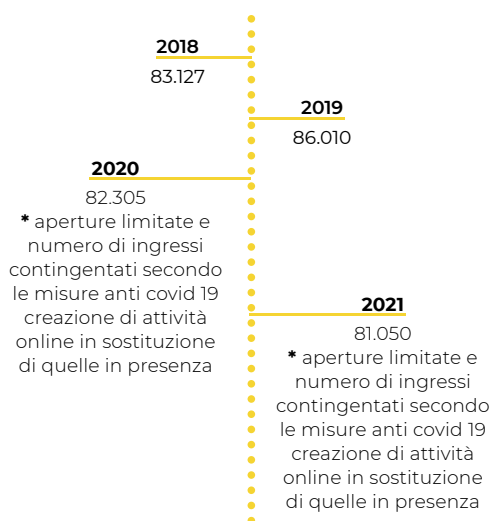 2018
83.127
2019
86.010
2020
82.305
* aperture limitate e
numero di ingressi
contingentati secondo
le misure anti covid 19
creazione di attività
online in sostituzione
di quelle in presenza
2021
81.050
* aperture limitate e
numero di ingressi
contingentati secondo
le misure anti covid 19
creazione di attività
online in sostituzione
di quelle in presenza